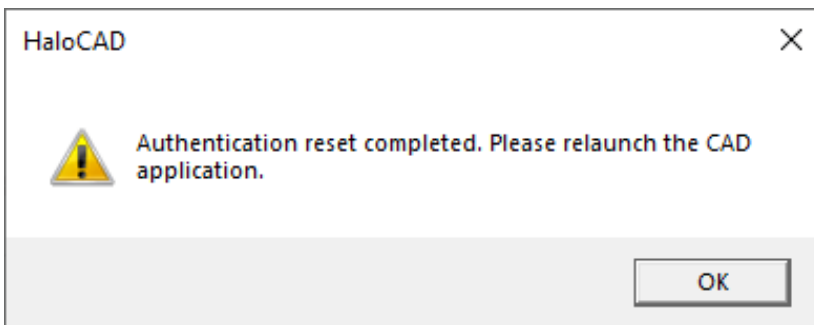 HaloCAD
Authentication reset completed. Please relaunch the CAD
application.
OK